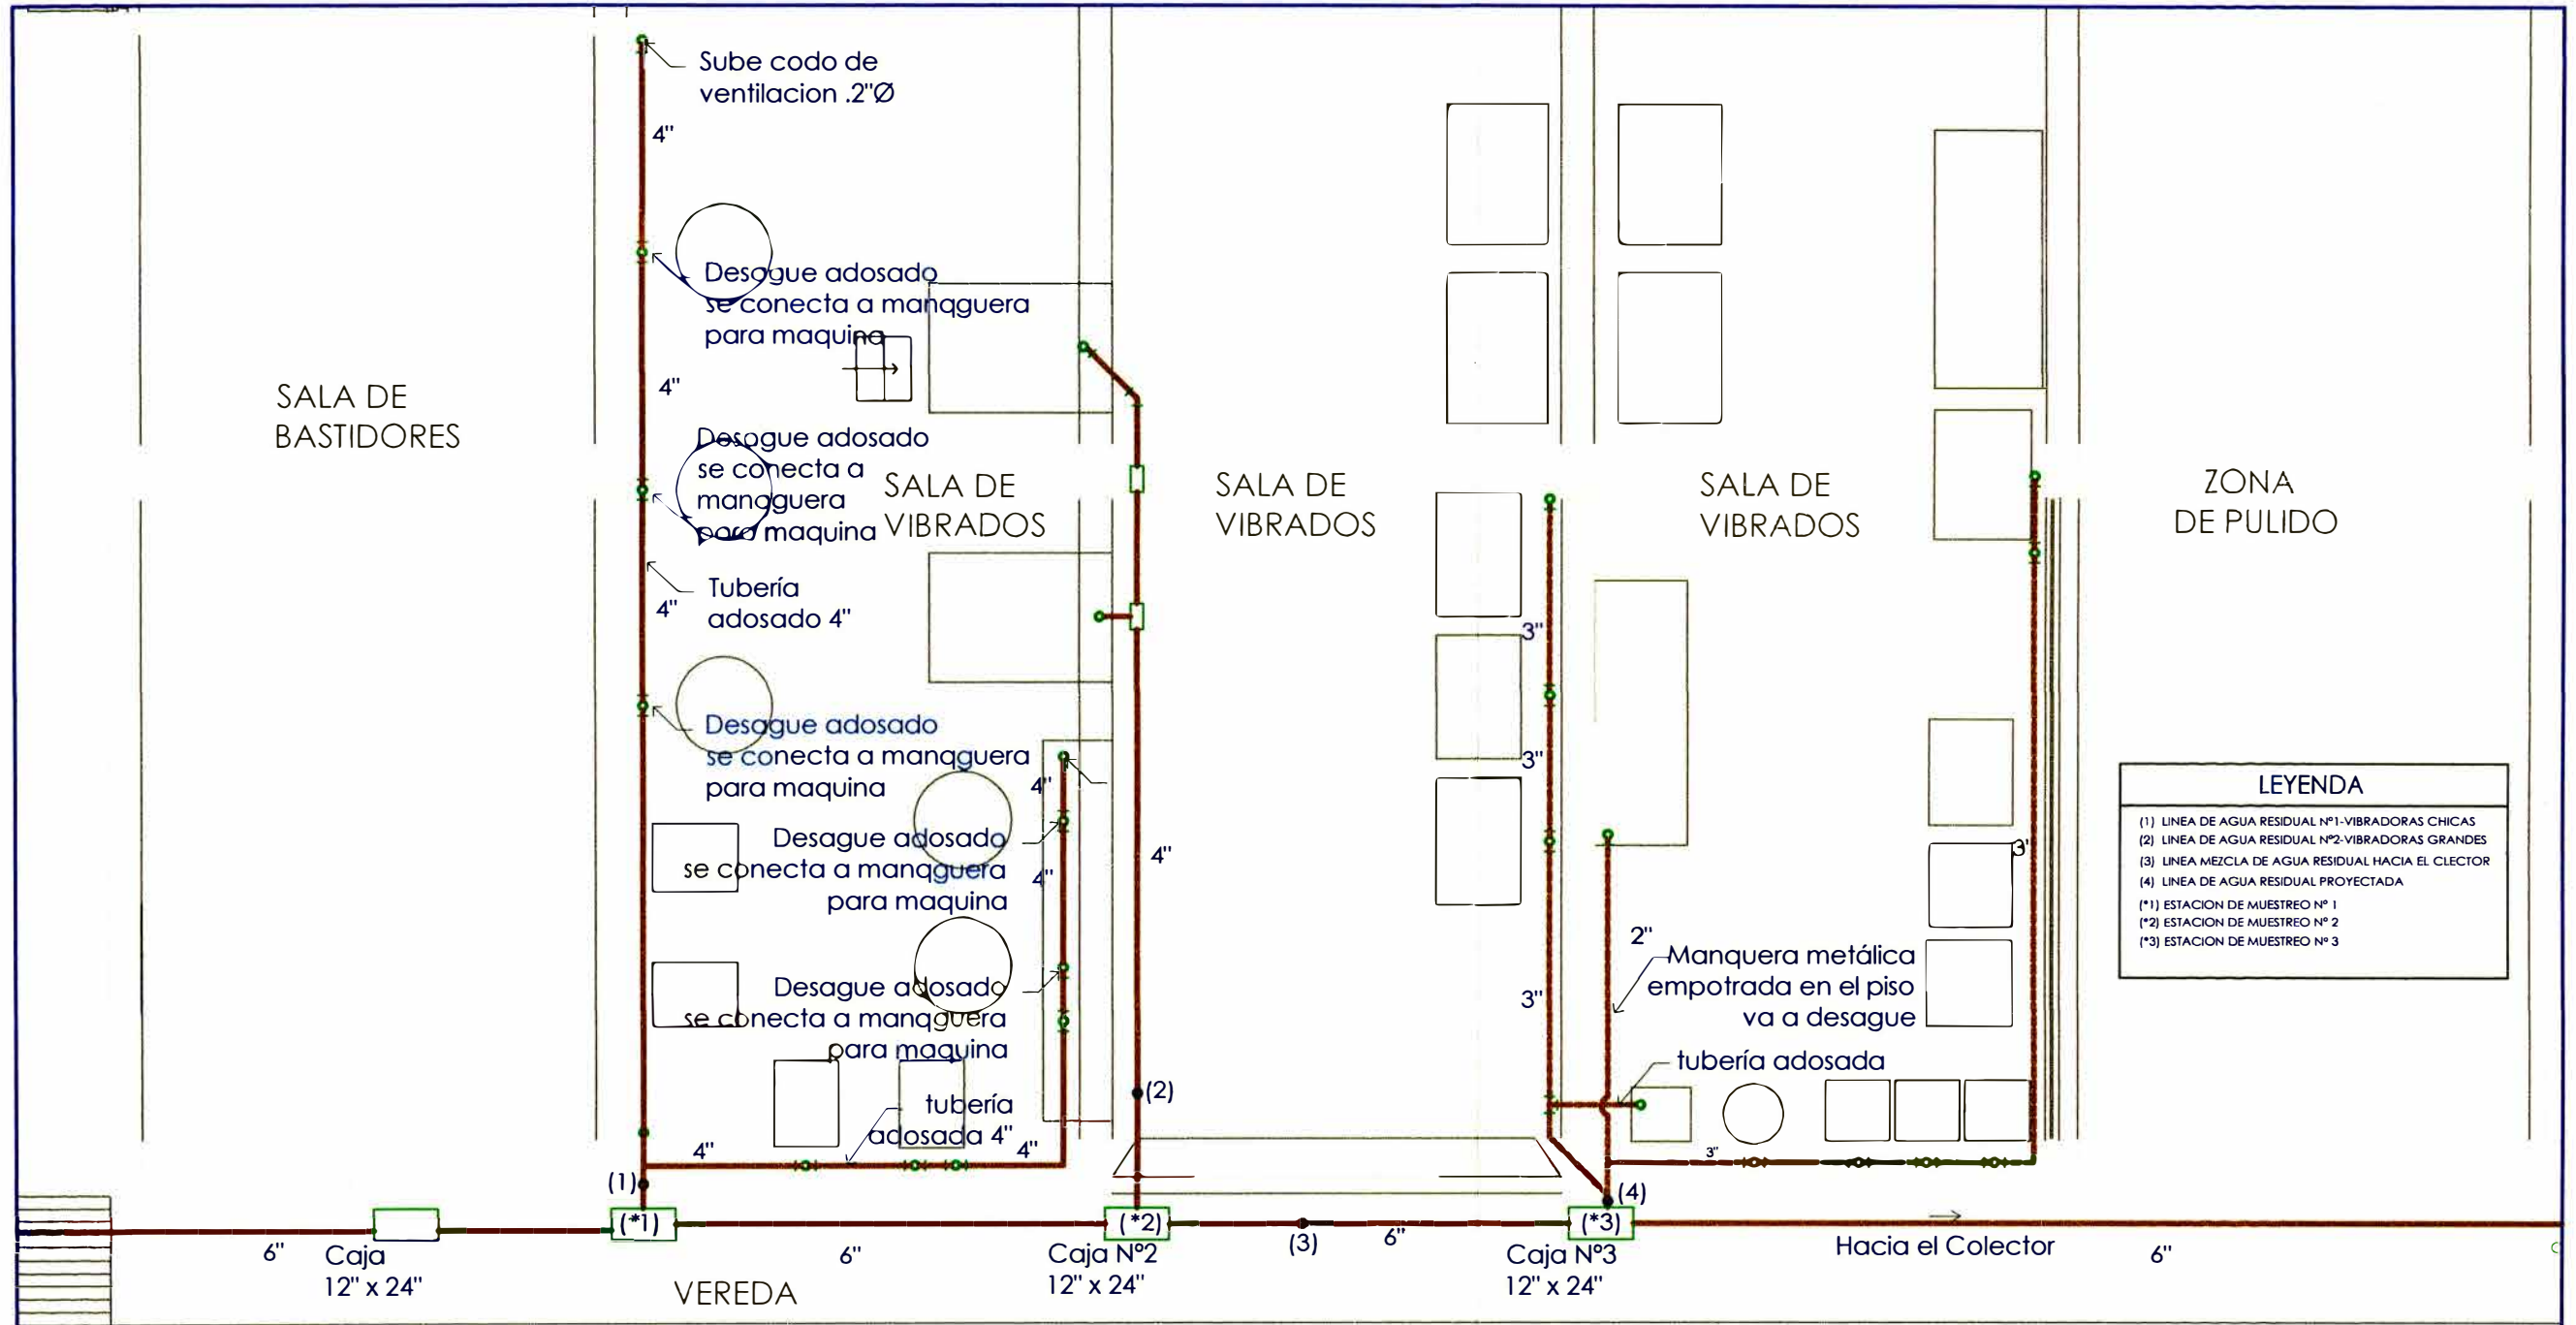 Sube codo de
ventilacion .2"Ø
4"
Desague adosado
se conecta a manqguera
para maquina
4"
SALA DE
BASTIDORES
Desague adosado
se conecta a
manqguera
para maquina
SALA DE
VIBRADOS
SALA DE
VIBRADOS
SALA DE
VIBRADOS
ZONA
DE PULIDO
Tubería
adosado 4"
4"
3"
Desague adosado
se conecta a manqguera
para maquina
3"
4"
Desague adosado
se conecta a manqguera
para maquina
4"
4"
3'
LEYENDA
(1) LINEA DE AGUA RESIDUAL Nº1-VIBRADORAS CHICAS
(2) LINEA DE AGUA RESIDUAL Nº2-VIBRADORAS GRANDES
(3) LINEA MEZCLA DE AGUA RESIDUAL HACIA EL CLECTOR
(4) LINEA DE AGUA RESIDUAL PROYECTADA
(*1) ESTACION DE MUESTREO Nº 1
(*2) ESTACION DE MUESTREO Nº 2
(*3) ESTACION DE MUESTREO Nº 3
2"
Manquera metálica
empotrada en el piso
va a desague
3"
Desague adosado
se conecta a manqguera
para maquina
tubería adosada
(2)
tubería
adosada 4"
4"
4"
3"
(1)
(4)
(*1)
(*2)
(*3)
6"
Caja
12" x 24"
6"
Caja Nº2
12" x 24"
(3)
6"
Caja Nº3
12" x 24"
Hacia el Colector
6"
VEREDA